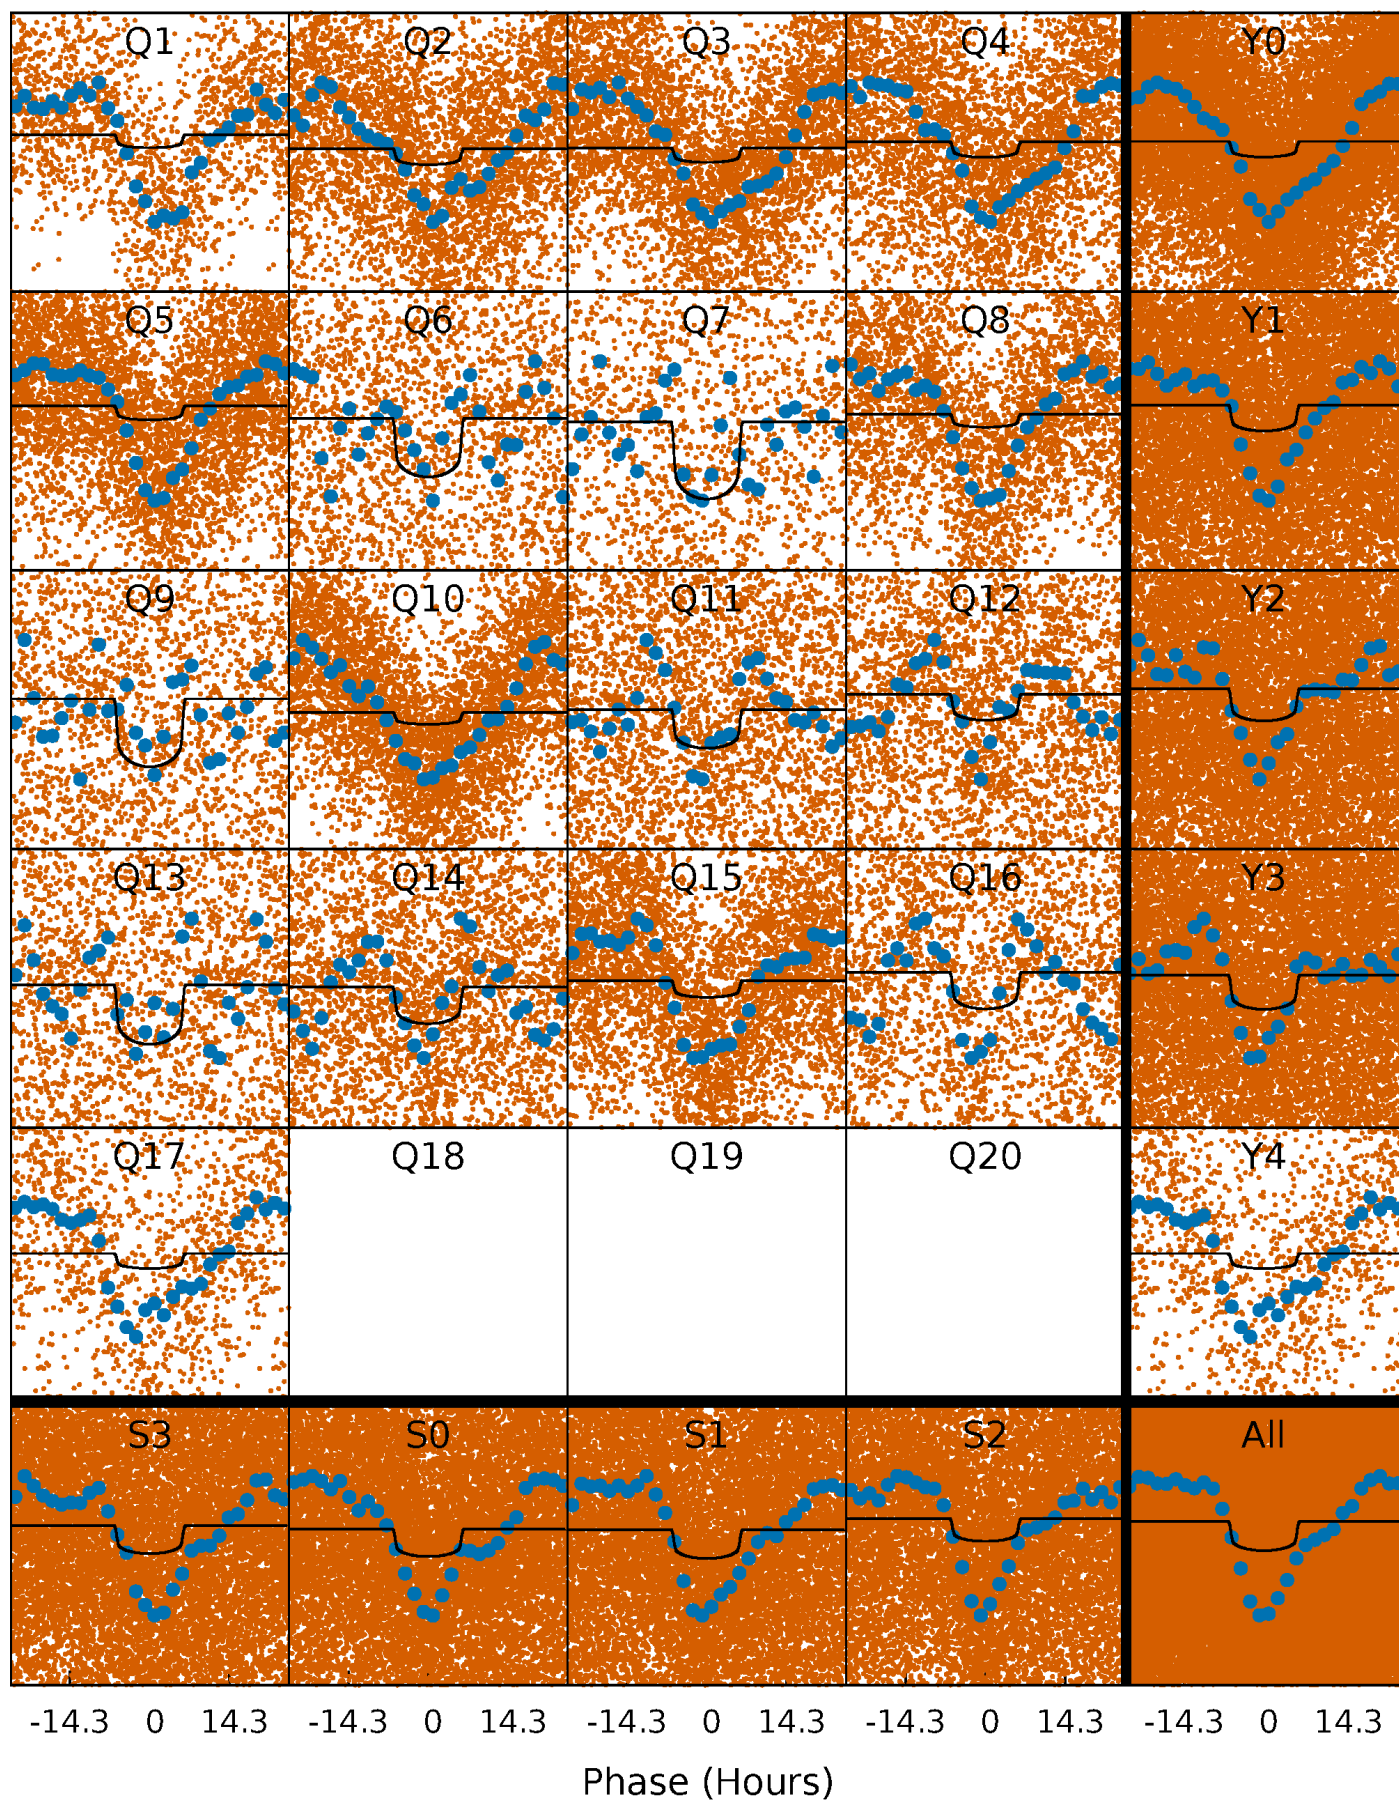 Q1 Q2 Q3 Q4 Y0
Q5 Q6 Q7 Q8 Y1
Q9 Q10 Q11 Q12 Y2
Q13 Q14 Q15 Q16 Y3
Q17 Q18 Q19 Q20 Y4
S3 S0 S1 S2 All
-14.3 0 14.3 -14.3 0 14.3 -14.3 0 14.3 -14.3 0 14.3 -14.3 0 14.3
Phase (Hours)